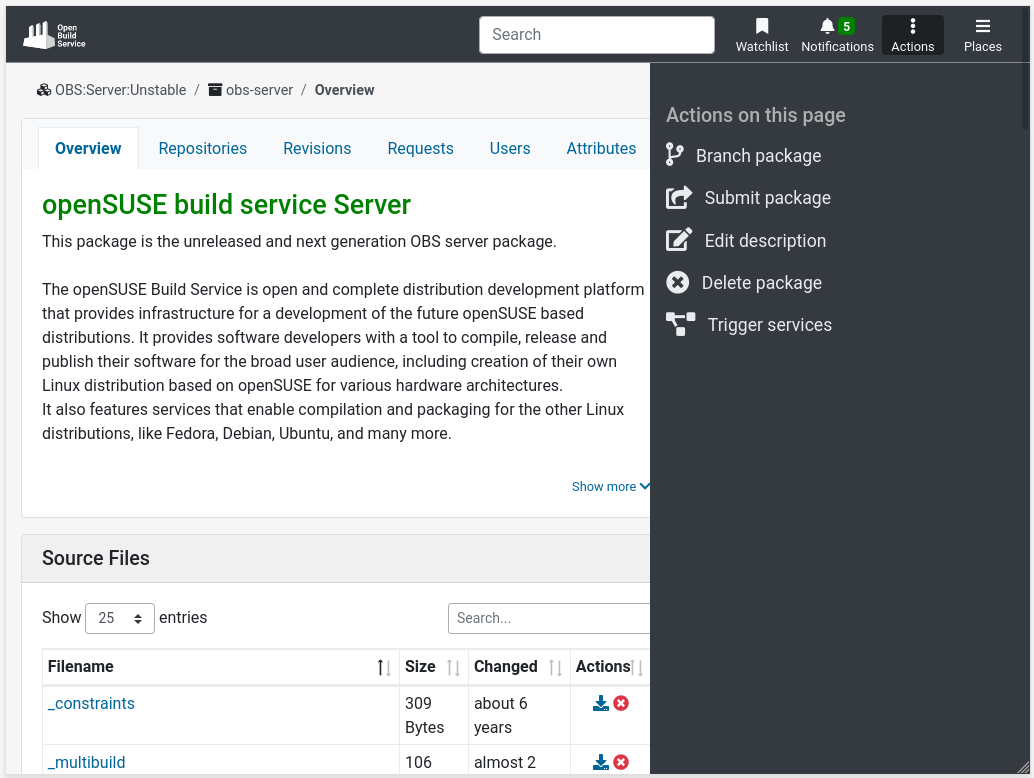 Open
Build
Service
Search
Watchlist
5
Notifications
Actions
Places
OBS:Server:Unstable / obs-server / Overview
Overview
Repositories
Revisions
Requests
Users
Attributes
openSUSE build service Server
This package is the unreleased and next generation OBS server package.
The openSUSE Build Service is open and complete distribution development platform
that provides infrastructure for a development of the future openSUSE based
distributions. It provides software developers with a tool to compile, release and
publish their software for the broad user audience, including creation of their own
Linux distribution based on openSUSE for various hardware architectures.
It also features services that enable compilation and packaging for the other Linux
distributions, like Fedora, Debian, Ubuntu, and many more.
Show more
Source Files
Show 25 entries
Search...
Filename Size Changed Actions
_constraints 309 about 6
Bytes years
_multibuild 106 almost 2
Actions on this page
Branch package
Submit package
Edit description
Delete package
Trigger services